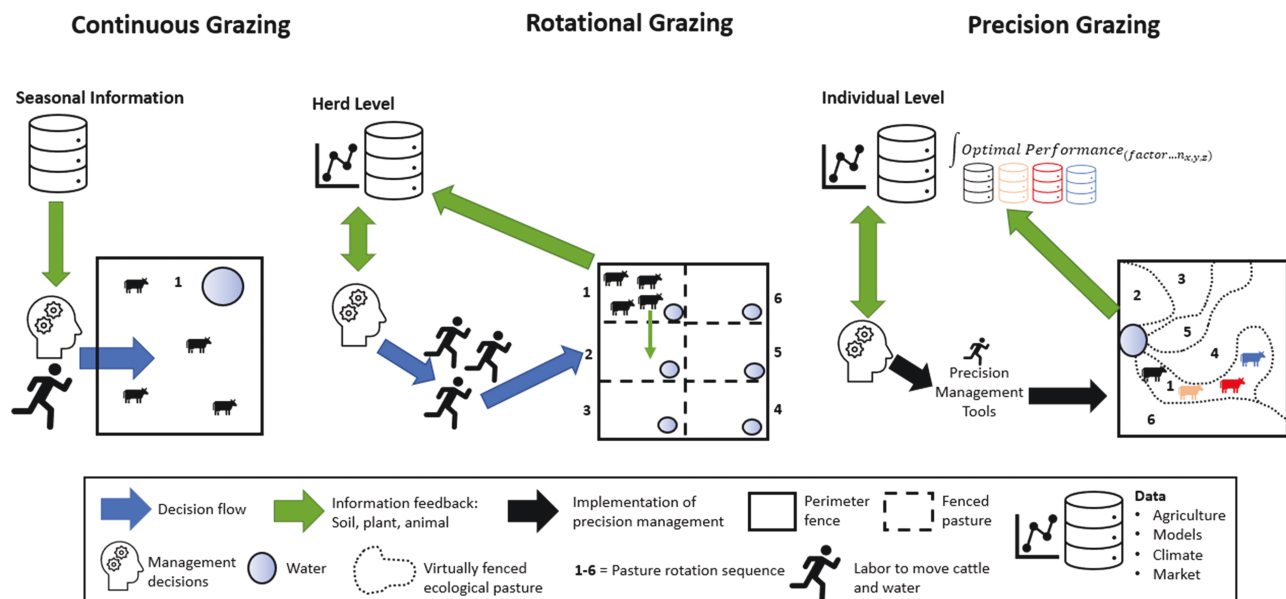 Continuous Grazing
Rotational Grazing
Precision Grazing
Seasonal Information
1
Herd Level
1
2
3
6
5
4
Individual Level
∫Optimal Performance(factor…nx,y,z)
Precision
Management
Tools
2
3
5
4
1
6
Decision flow
Information feedback:
Soil, plant, animal
Implementation of
precision management
Perimeter
fence
Fenced
pasture
Data
• Agriculture
• Models
• Climate
• Market
Management
decisions
Water
Virtually fenced
ecological pasture
1-6 = Pasture rotation sequence
Labor to move cattle
and water